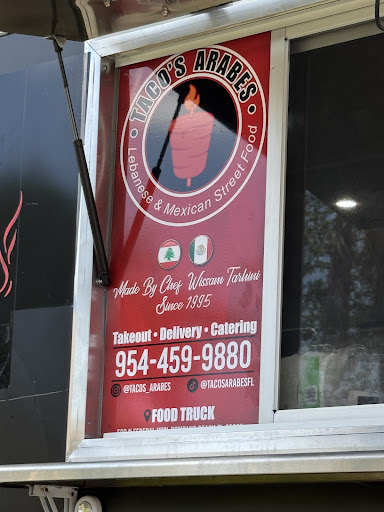 TACO'S ARABES
Lebanese & Mexican Street Food
Made By Chef Wissam Tarhini
Since 1995
Takeout • Delivery • Catering
954-459-9880
@TACOS_ARABES @TACOSARABESFL
FOOD TRUCK